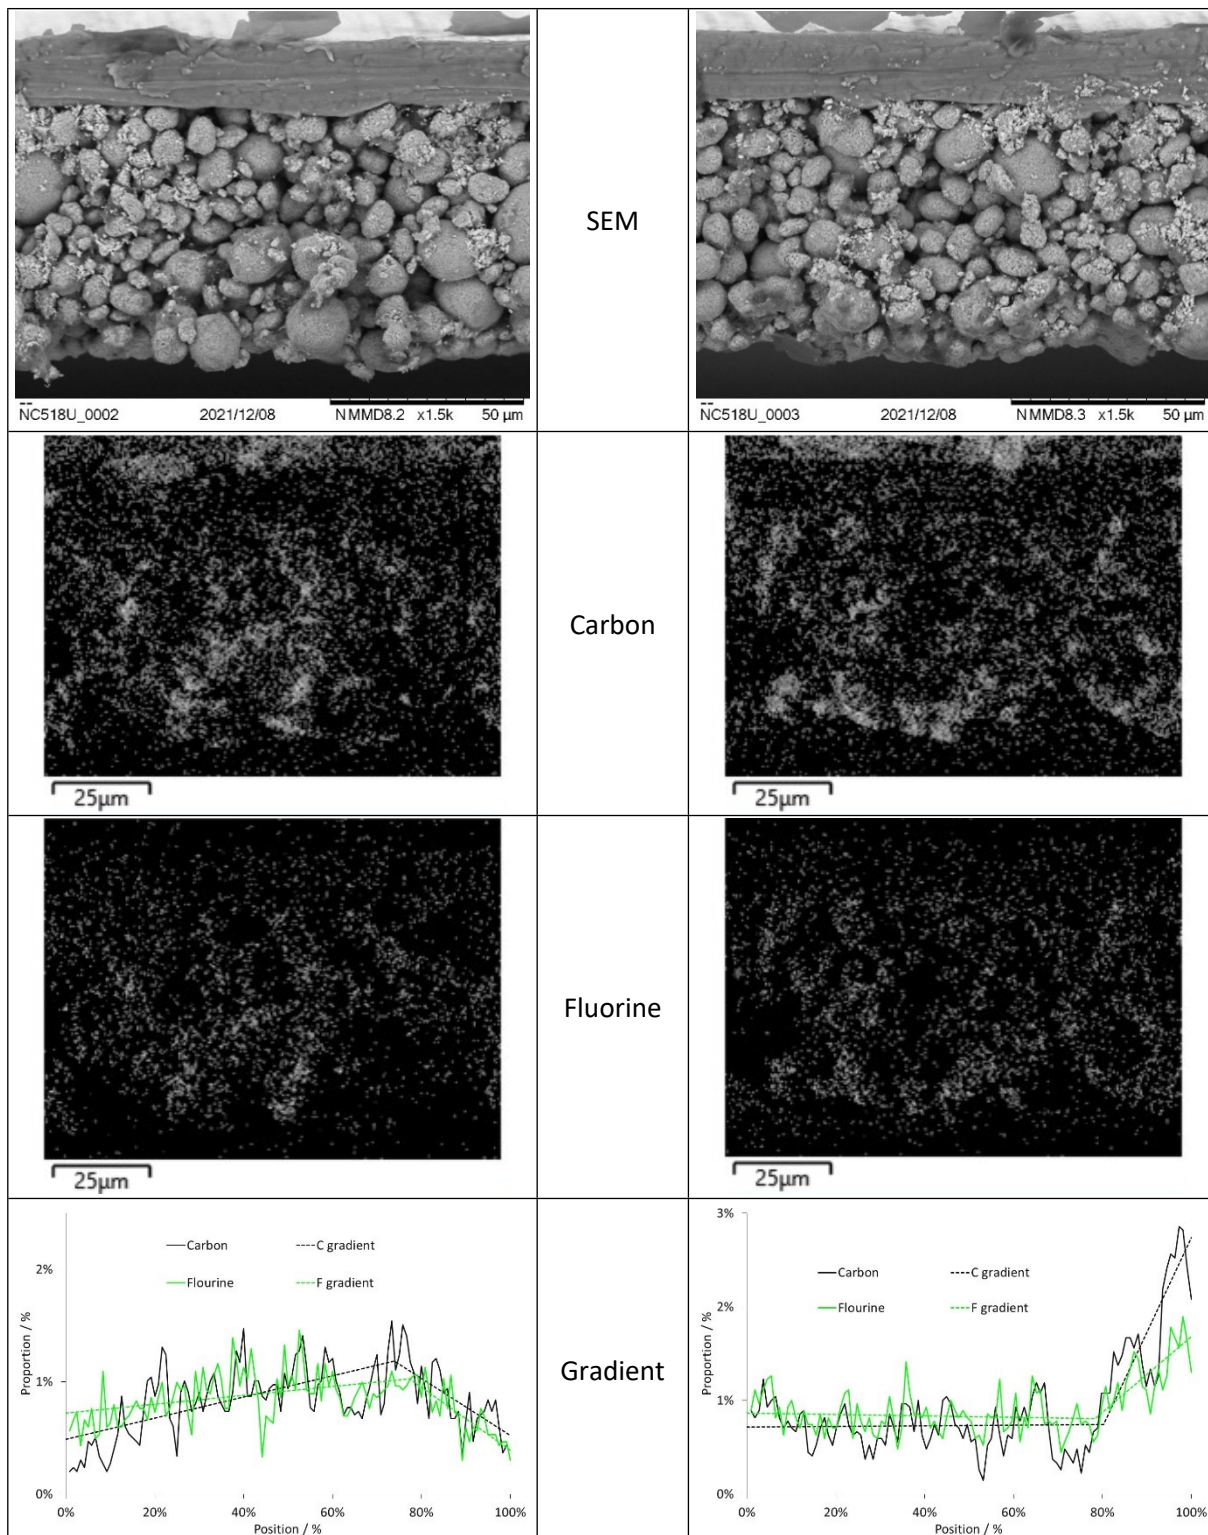 SEM
NC518U_0002 2021/12/08 N MMD8.2 x1.5k 50 µm
NC518U_0003 2021/12/08 N MMD8.3 x1.5k 50 µm
Carbon
25µm
25µm
Fluorine
25µm
25µm
Gradient
Carbon C gradient
Flourine F gradient
Proportion / %
2%
1%
0%
0% 20% 40% 60% 80% 100%
Position / %
Carbon C gradient
Flourine F gradient
Proportion / %
3%
2%
1%
0%
0% 20% 40% 60% 80% 100%
Position / %